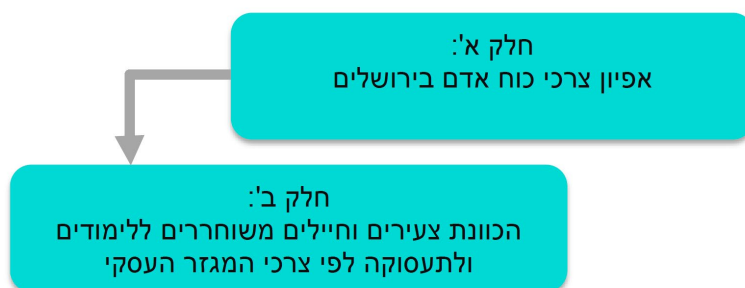 חלק א':
אפיון צרכי כוח אדם בירושלים
חלק ב':
הכוונת צעירים וחיילים משוחררים ללימודים
ולתעסוקה לפי צרכי המגזר העסקי